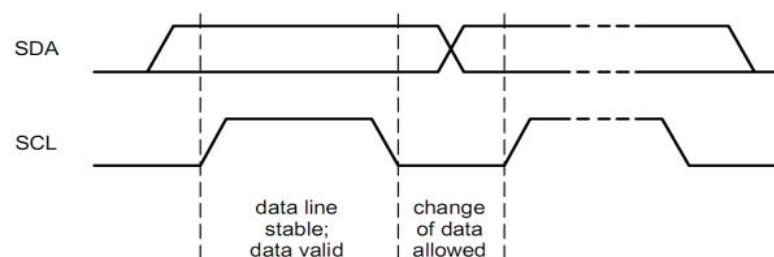 SDA
SCL
data line
stable;
data valid
change
of data
allowed